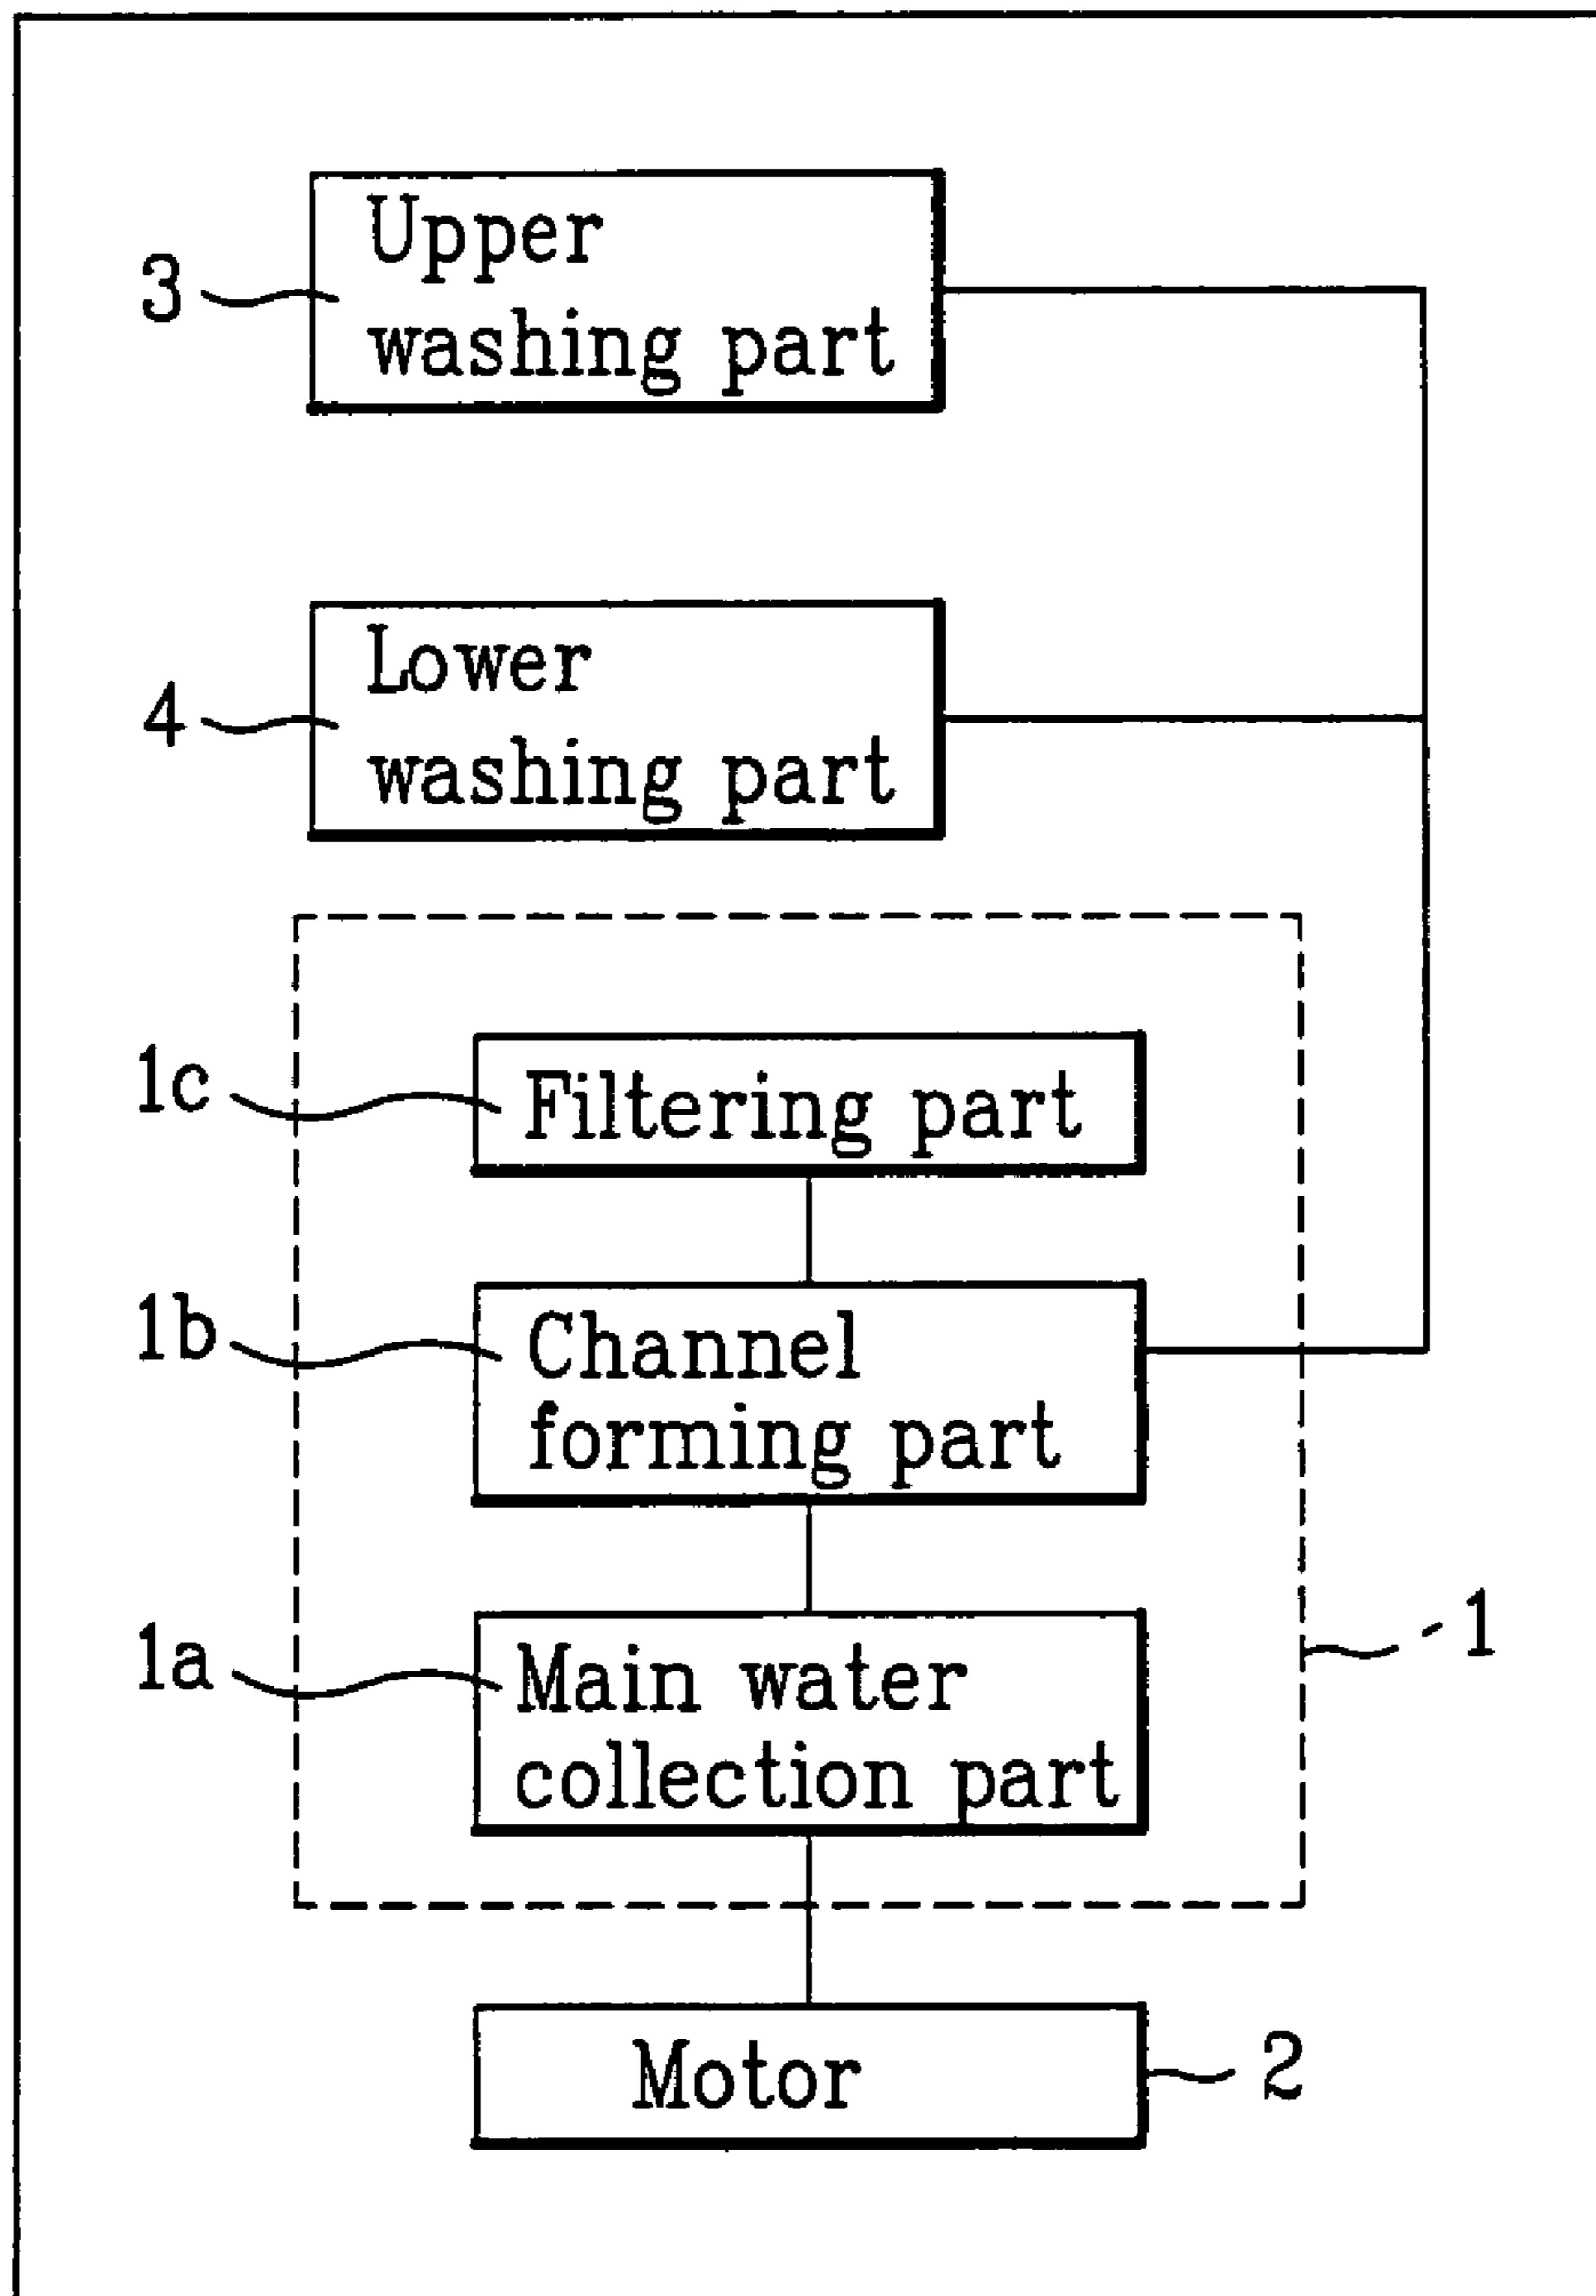 3
Upper
washing part
4
Lower
washing part
1c
Filtering part
1b
Channel
forming part
1a
Main water
collection part
1
Motor
2